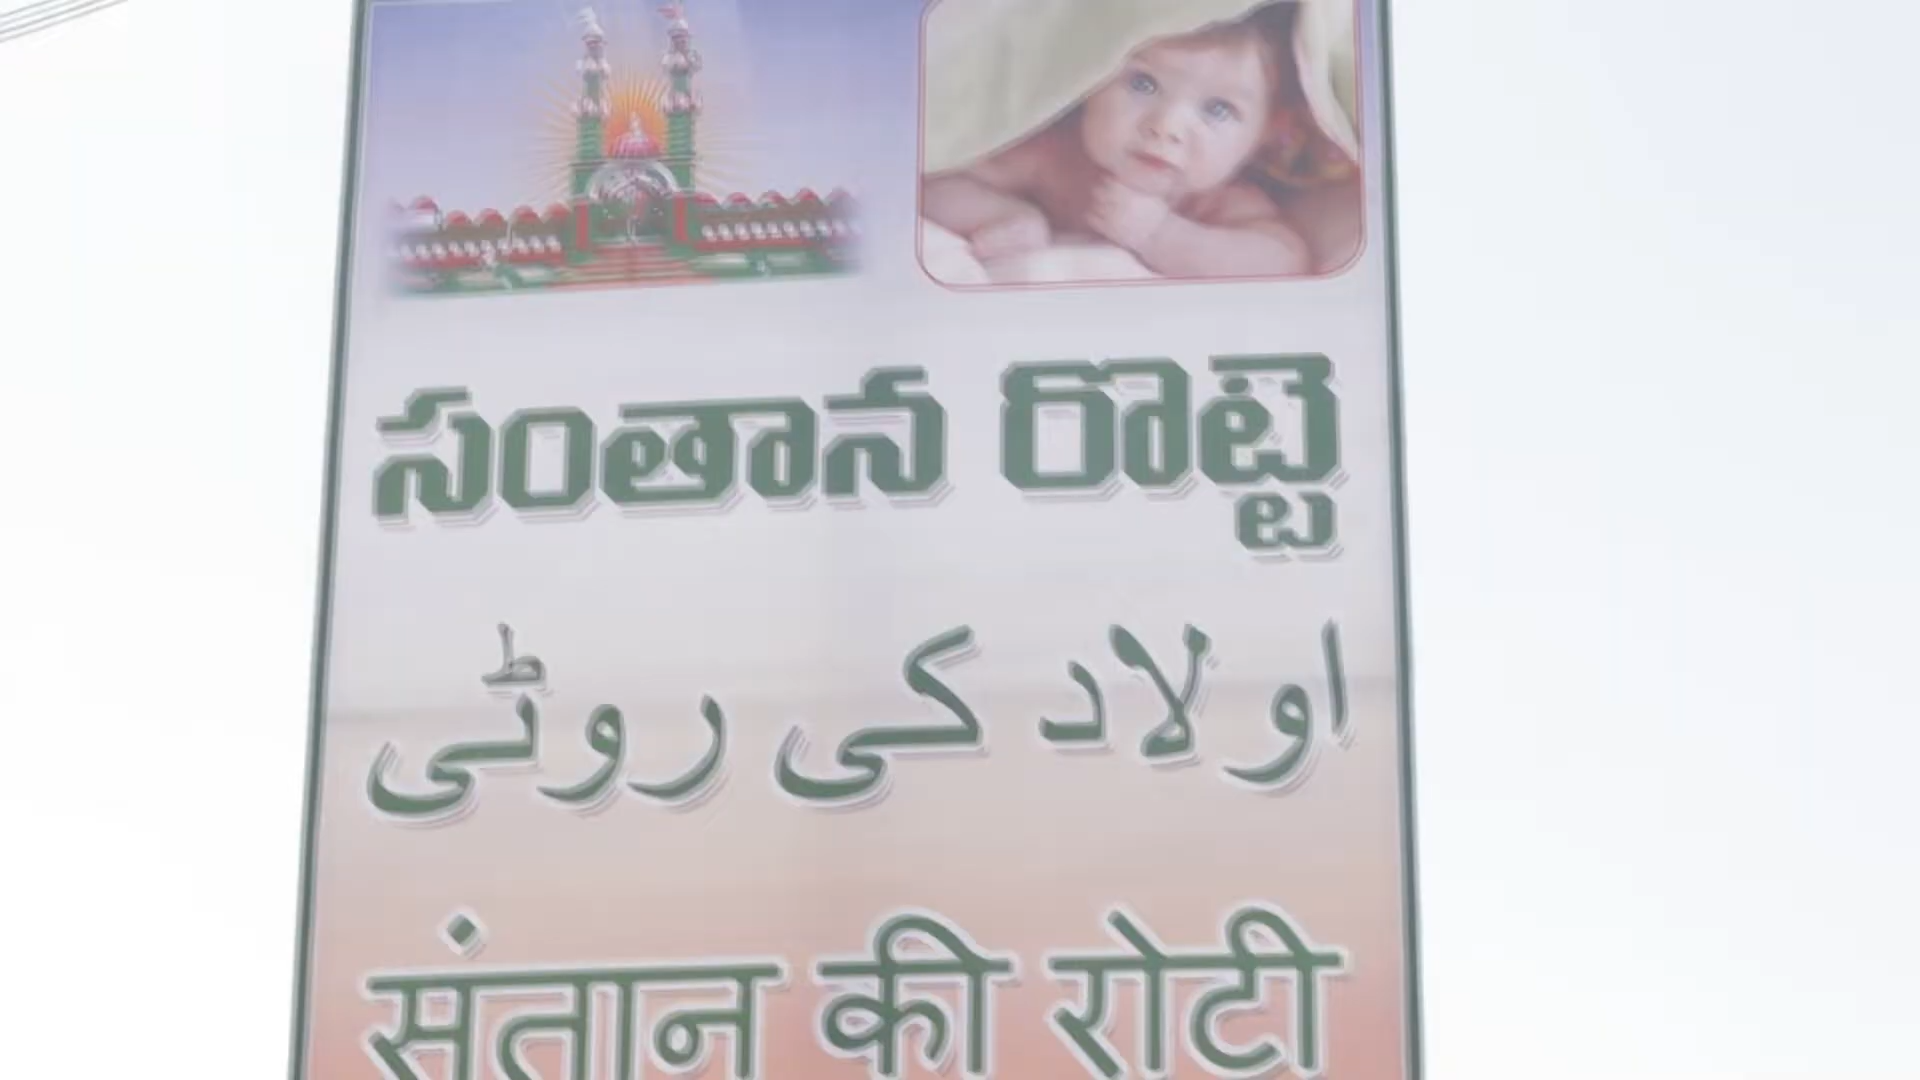 సంతాన రొట్టె
اولاد کی روٹی
संतान की रोटी